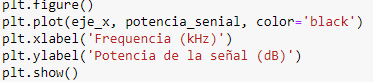 plt.figure()
plt.plot(eje_x, potencia_senial, color='black')
plt.xlabel('Frequencia (kHz)')
plt.ylabel('Potencia de la señal (dB)')
plt.show()